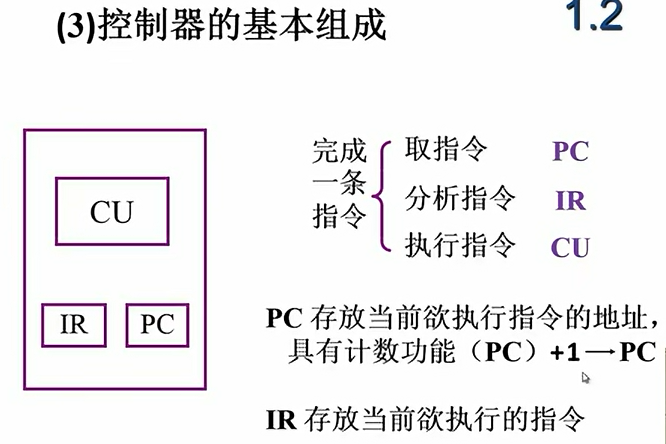 (3)控制器的基本组成
1.2
CU
IR
PC
完成
一条
指令
取指令 PC
分析指令 IR
执行指令 CU
PC 存放当前欲执行指令的地址，
具有计数功能（PC）+1→PC
IR 存放当前欲执行的指令